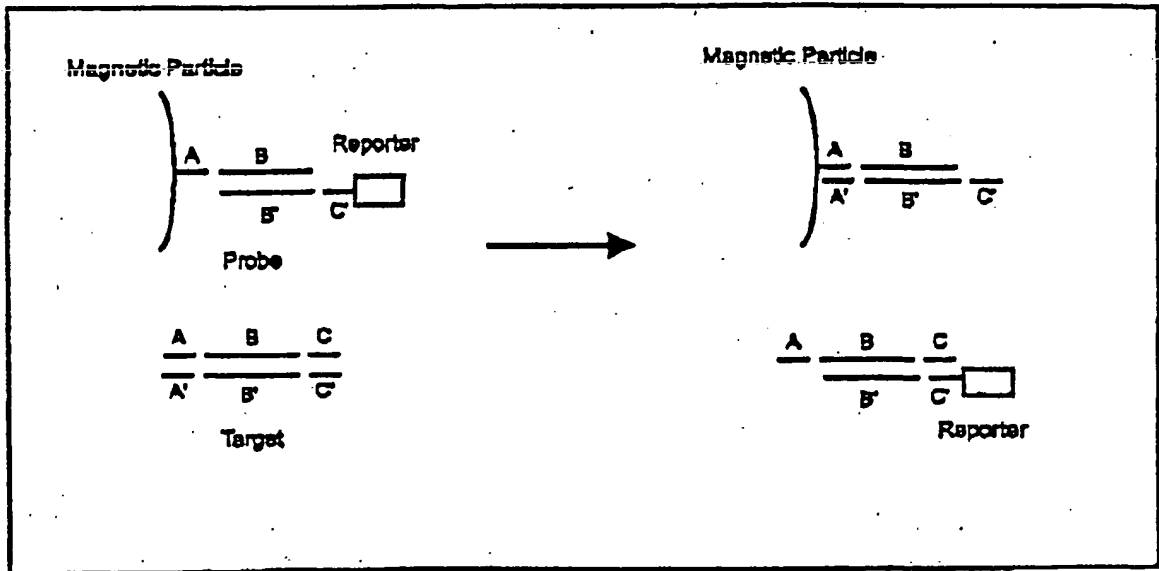 Magnetic Particle
A B Reporter
B' C'
Probe
A B C
A' B' C'
Target
Magnetic Particle
A B
A' B' C'
A B C
B' C'
Reporter